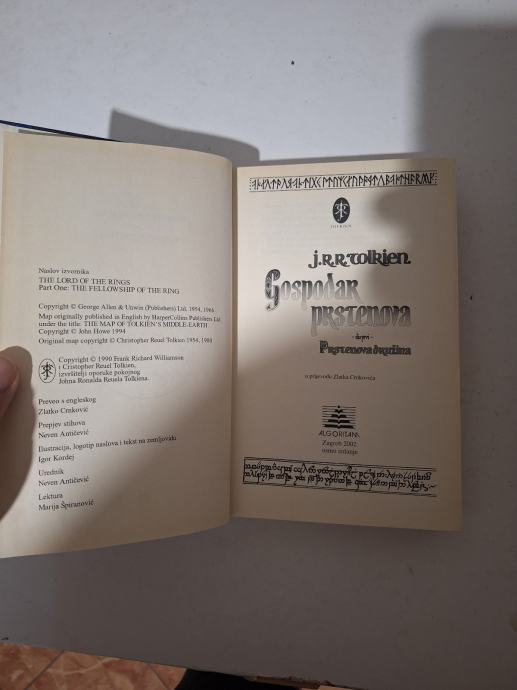 Naslov izvornika
THE LORD OF THE RINGS
Part One: THE FELLOWSHIP OF THE RING
Copyright © George Allen & Unwin (Publishers) Ltd. 1954, 1966
Map originally published in English by HarperCollins Publishers Ltd
under the title: THE MAP OF TOLKIEN'S MIDDLE-EARTH
Copyright © John Howe 1994
Original map copyright © Christopher Reuel Tolkien 1954, 1980
Copyright © 1990 Frank Richard Williamson
i Cristopher Reuel Tolkien,
izvršitelji oporuke pokojnog
Johna Ronalda Reuela Tolkiena.
Preveo s engleskog
Zlatko Crnković
Prepjev stihova
Neven Antičević
Ilustracija, logotip naslova i tekst na zemljovidu
Igor Kordej
Urednik
Neven Antičević
Lektura
Marija Špiranović
TOLKIEN
J.R.R. Tolkien
Gospodar
prstenova
- dio prvi -
Prstenova družina
u prijevodu Zlatka Crnkovića
ALGORITAM
Zagreb 2002.
osmo izdanje